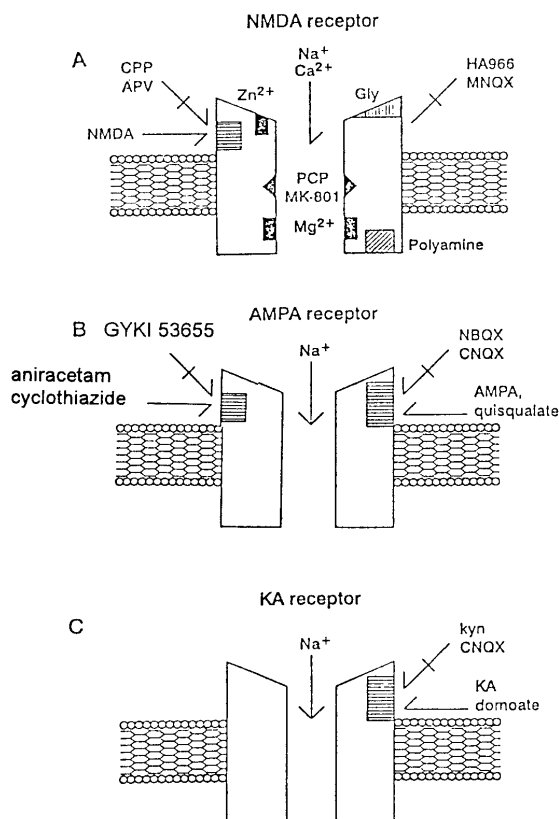 NMDA receptor
A
CPP
APV
NMDA
Zn2+
Na+
Ca2+
Gly
HA966
MNQX
PCP
MK-801
Mg2+
Polyamine
AMPA receptor
B
GYKI 53655
aniracetam
cyclothiazide
Na+
NBQX
CNQX
AMPA,
quisqualate
KA receptor
C
Na+
kyn
CNQX
KA
domoate